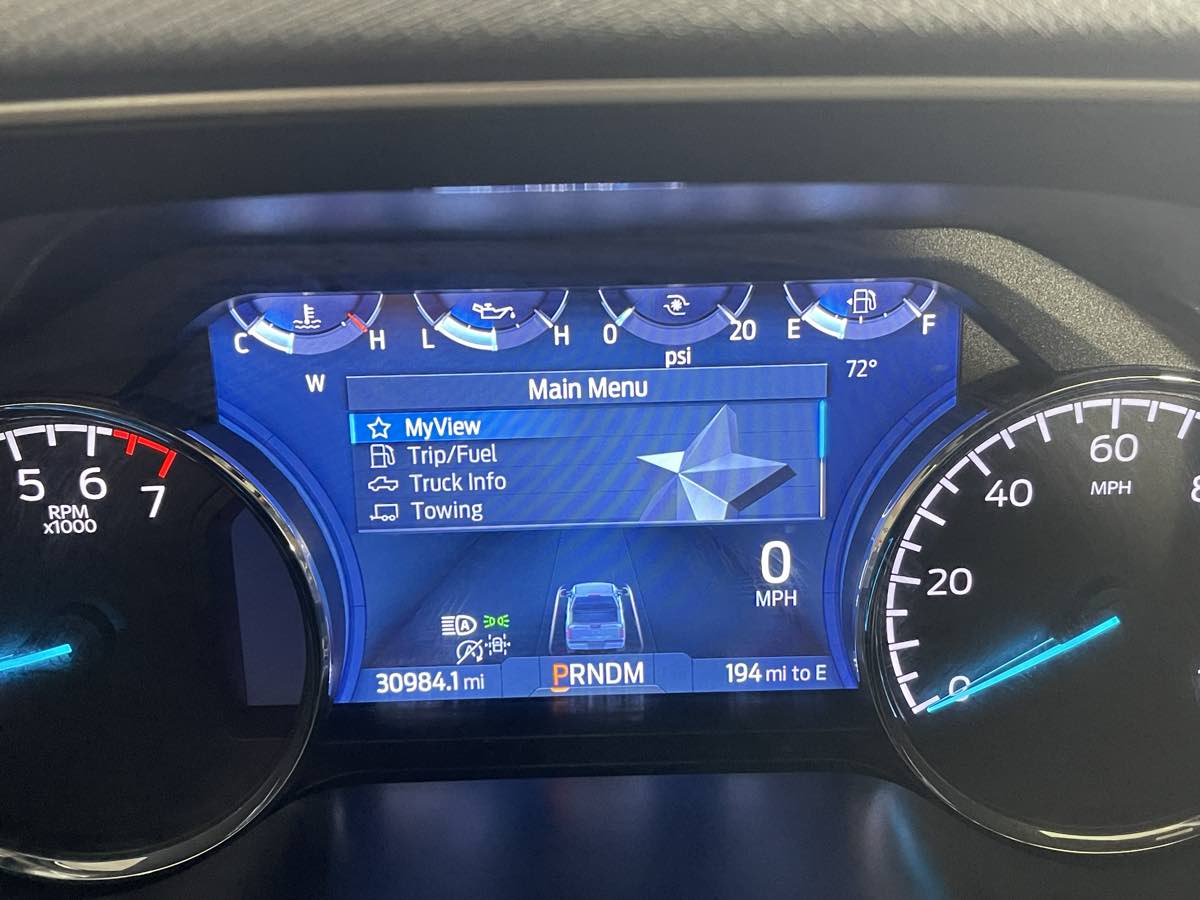 C H
L H
0 20
psi
E F
W
72°
Main Menu
MyView
Trip/Fuel
Truck Info
Towing
5 6 7
RPM
x1000
0
MPH
A
30984.1 mi
PRNDM
194 mi to E
0 20 40 60 8
MPH